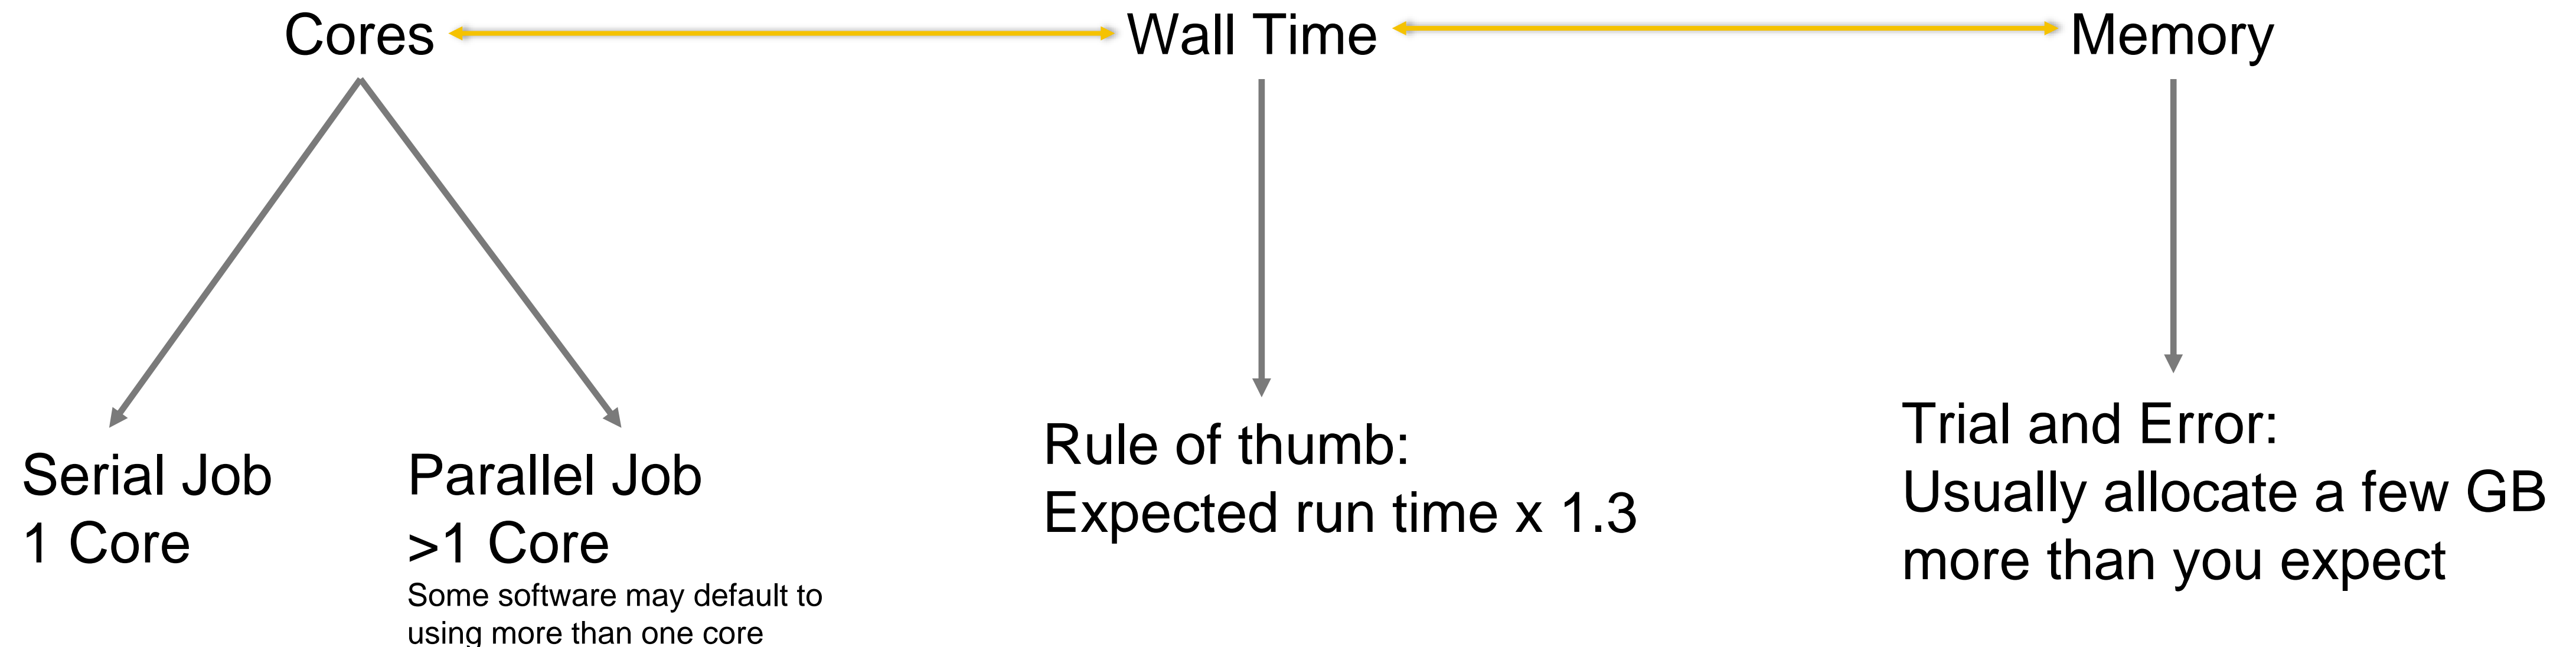 Cores
Wall Time
Memory
Serial Job
1 Core
Parallel Job
>1 Core
Some software may default to
using more than one core
Rule of thumb:
Expected run time x 1.3
Trial and Error:
Usually allocate a few GB
more than you expect